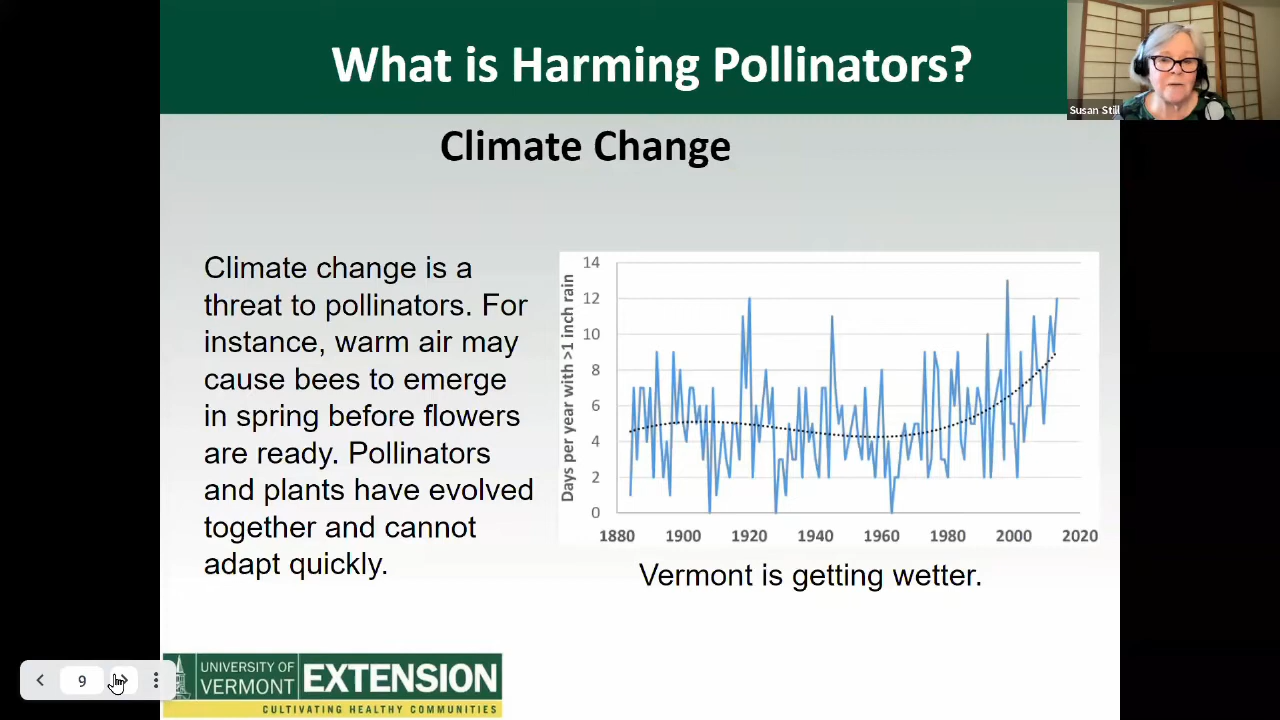 What is Harming Pollinators?
Susan Still
Climate Change
Climate change is a
threat to pollinators. For
instance, warm air may
cause bees to emerge
in spring before flowers
are ready. Pollinators
and plants have evolved
together and cannot
adapt quickly.
Days per year with >1 inch rain
14
12
10
8
6
4
2
0
1880 1900 1920 1940 1960 1980 2000 2020
Vermont is getting wetter.
9
UNIVERSITY OF
VERMONT
EXTENSION
CULTIVATING HEALTHY COMMUNITIES